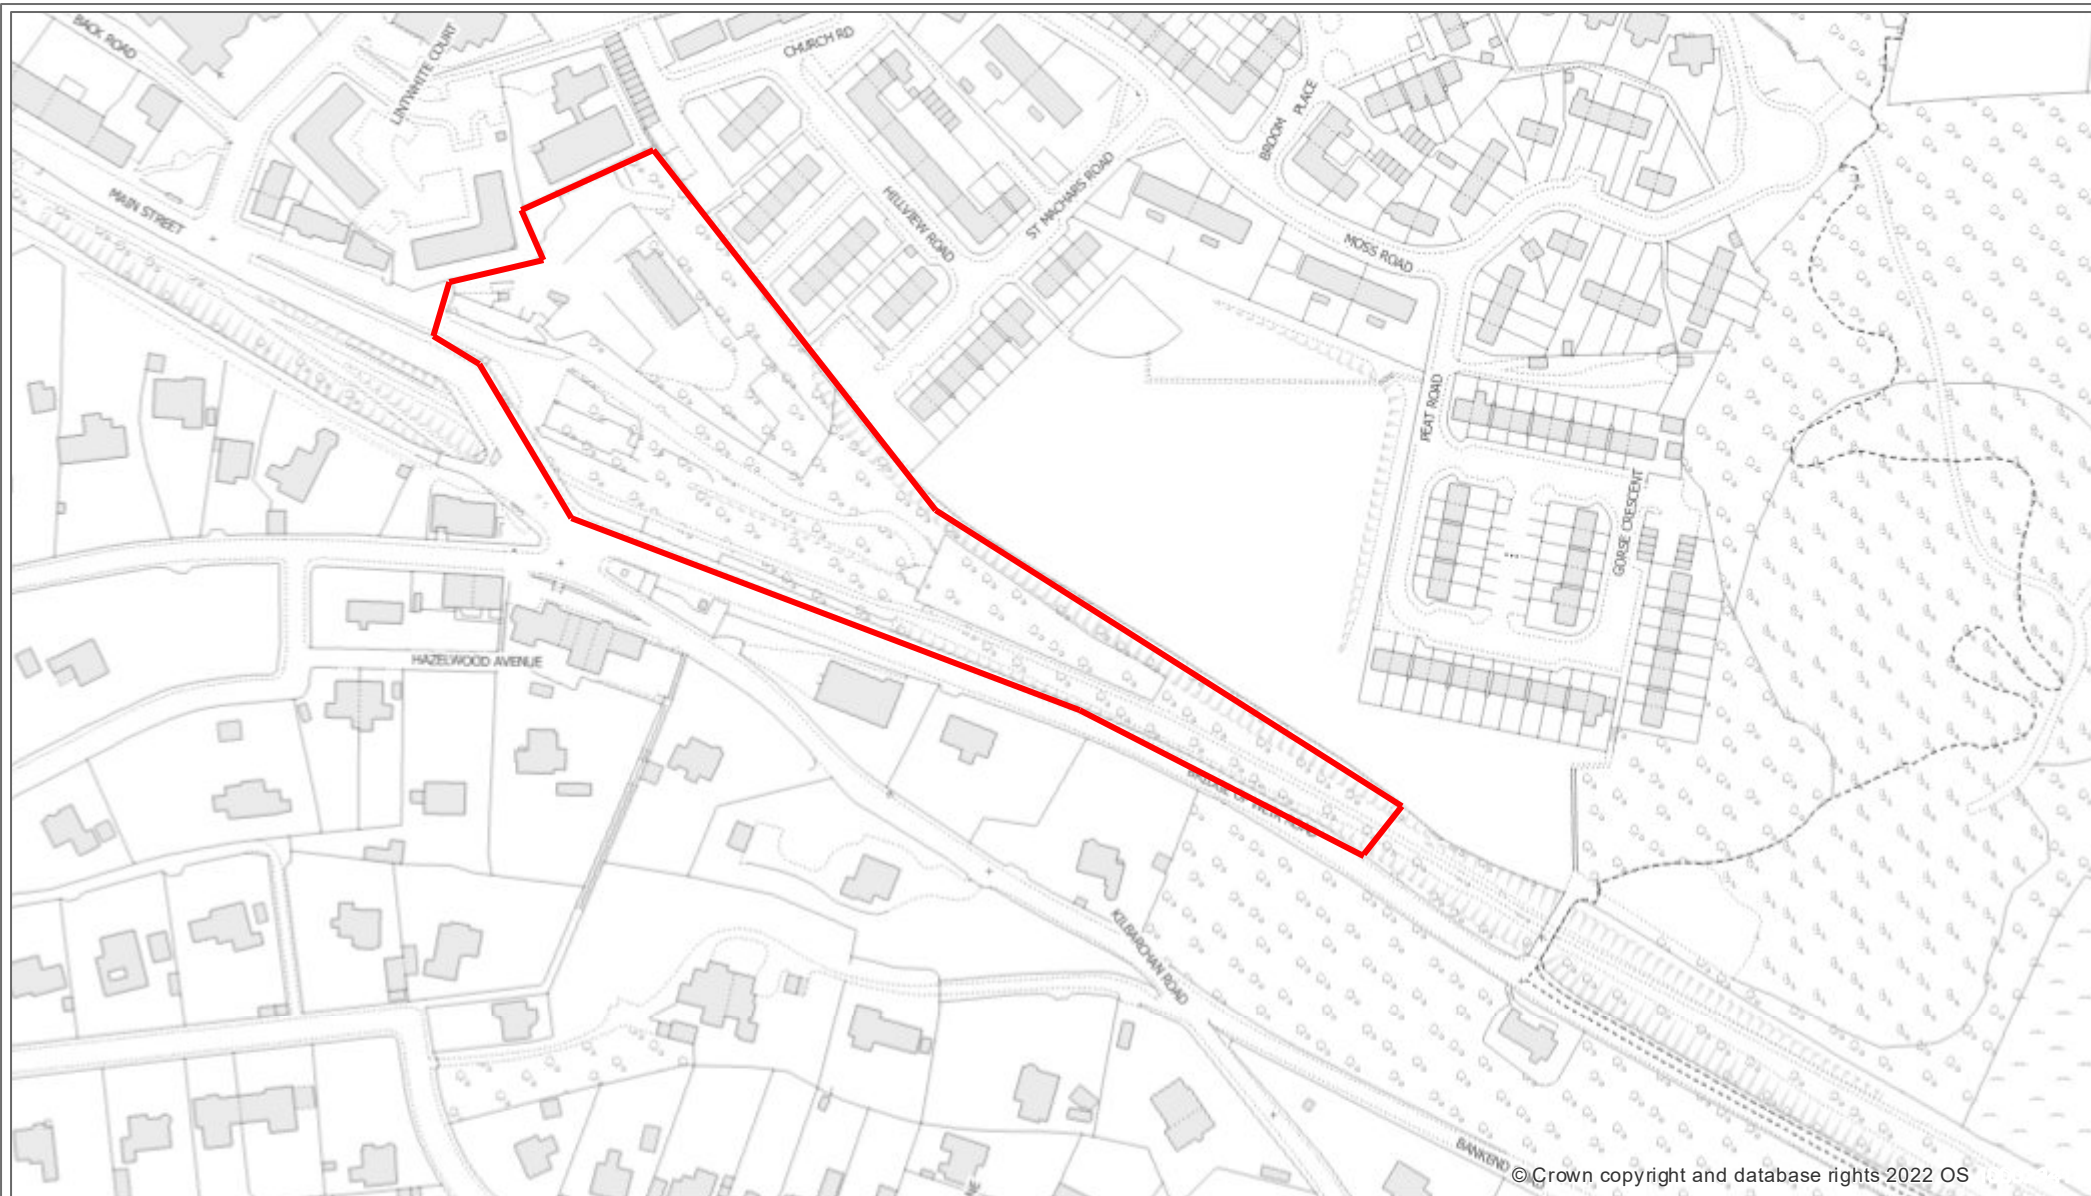 BACK ROAD
LINTWHITE COURT
CHURCH RD
MAIN STREET
HILLVIEW ROAD
ST MACHARS ROAD
BROOM PLACE
MOSS ROAD
PEAT ROAD
GORSE CRESCENT
HAZELWOOD AVENUE
KILBARCHAN ROAD
BANKEND
© Crown copyright and database rights 2022 OS